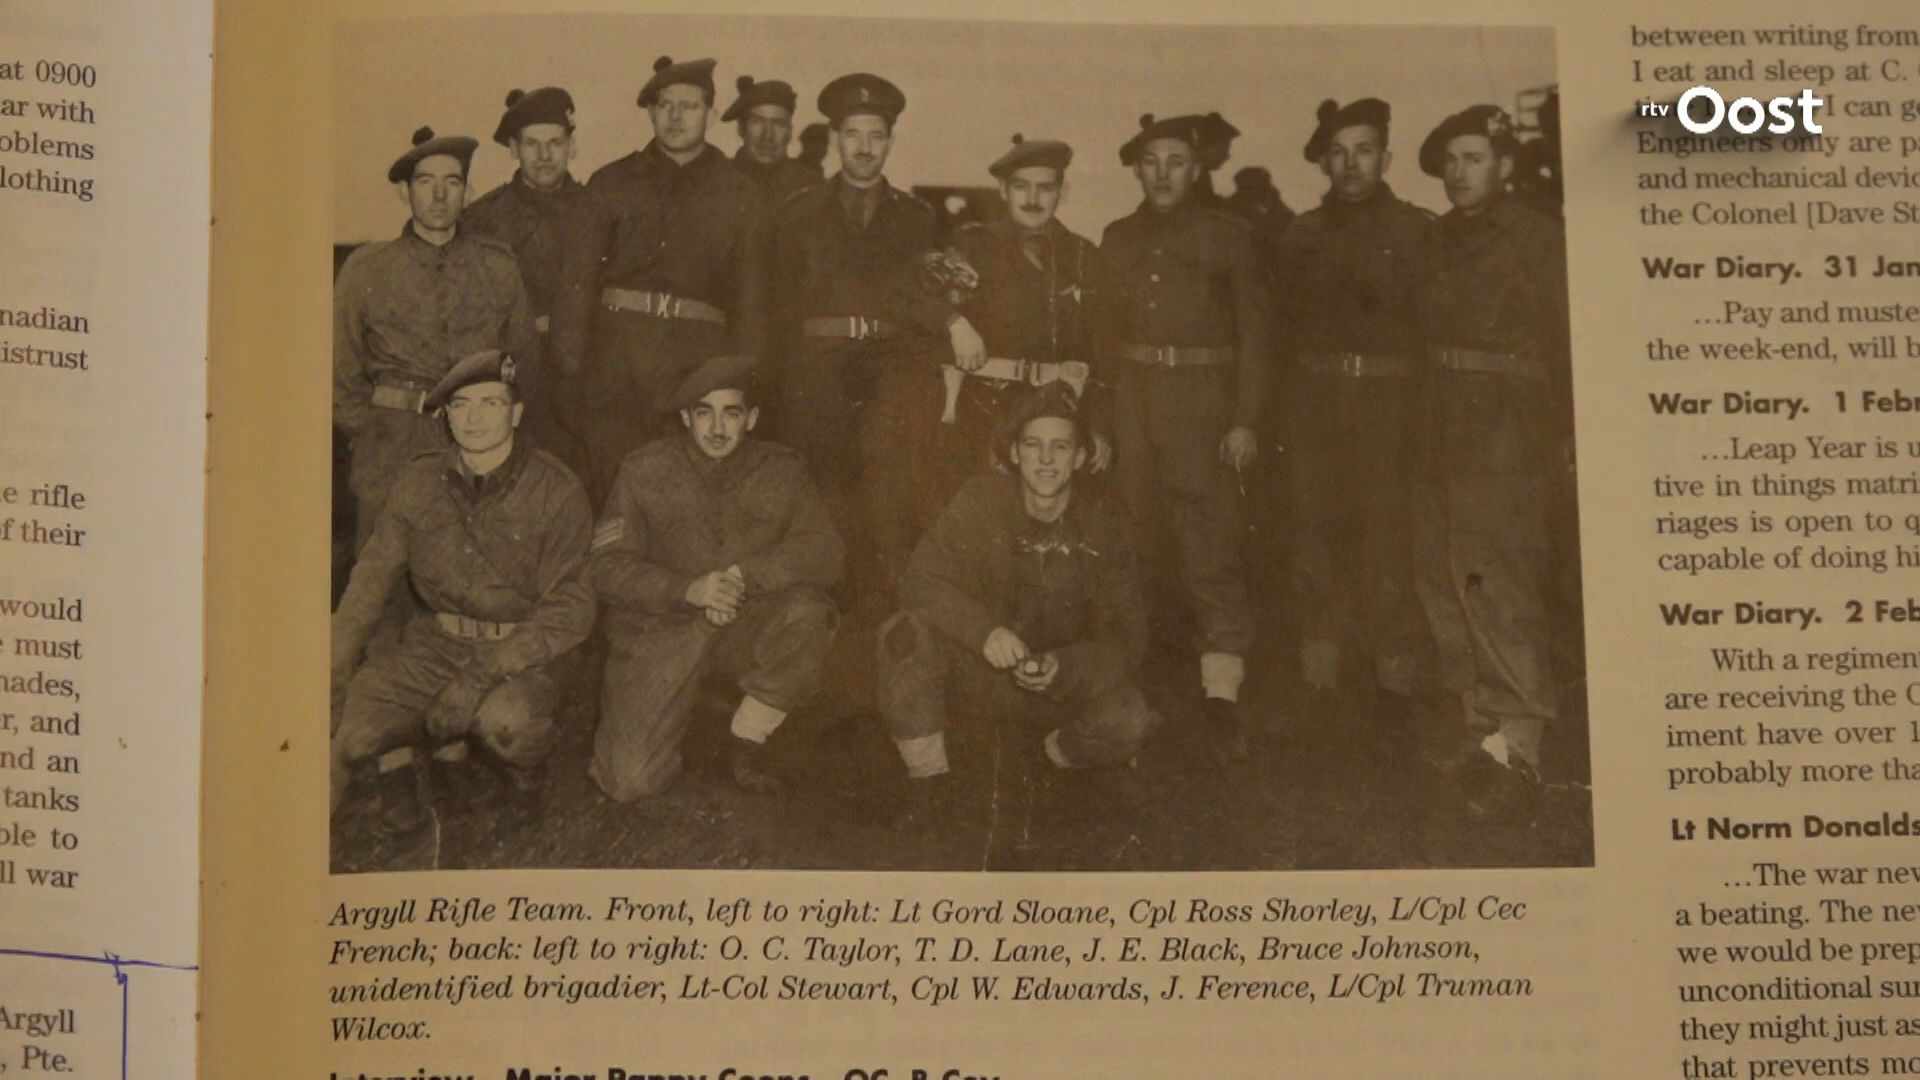 at 0900
ar with
oblems
lothing
nadian
istrust
e rifle
f their
would
must
nades,
r, and
nd an
tanks
ble to
ll war
Argyll
, Pte.
Argyll Rifle Team. Front, left to right: Lt Gord Sloane, Cpl Ross Shorley, L/Cpl Cec
French; back: left to right: O. C. Taylor, T. D. Lane, J. E. Black, Bruce Johnson,
unidentified brigadier, Lt-Col Stewart, Cpl W. Edwards, J. Ference, L/Cpl Truman
Wilcox.
between writing from
I eat and sleep at C.
I can g
rtv Oost
Engineers only are p
and mechanical devic
the Colonel [Dave St
War Diary. 31 Jan
...Pay and muste
the week-end, will b
War Diary. 1 Feb
...Leap Year is u
tive in things matri
riages is open to q
capable of doing hi
War Diary. 2 Feb
With a regimen
are receiving the C
iment have over 1
probably more tha
Lt Norm Donalds
...The war nev
a beating. The ne
we would be prep
unconditional sur
they might just as
that prevents mo